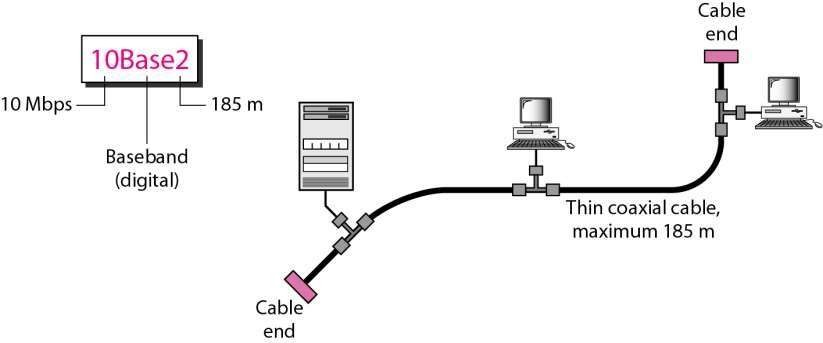 10Base2
10 Mbps
185 m
Baseband
(digital)
Cable
end
Thin coaxial cable,
maximum 185 m
Cable
end